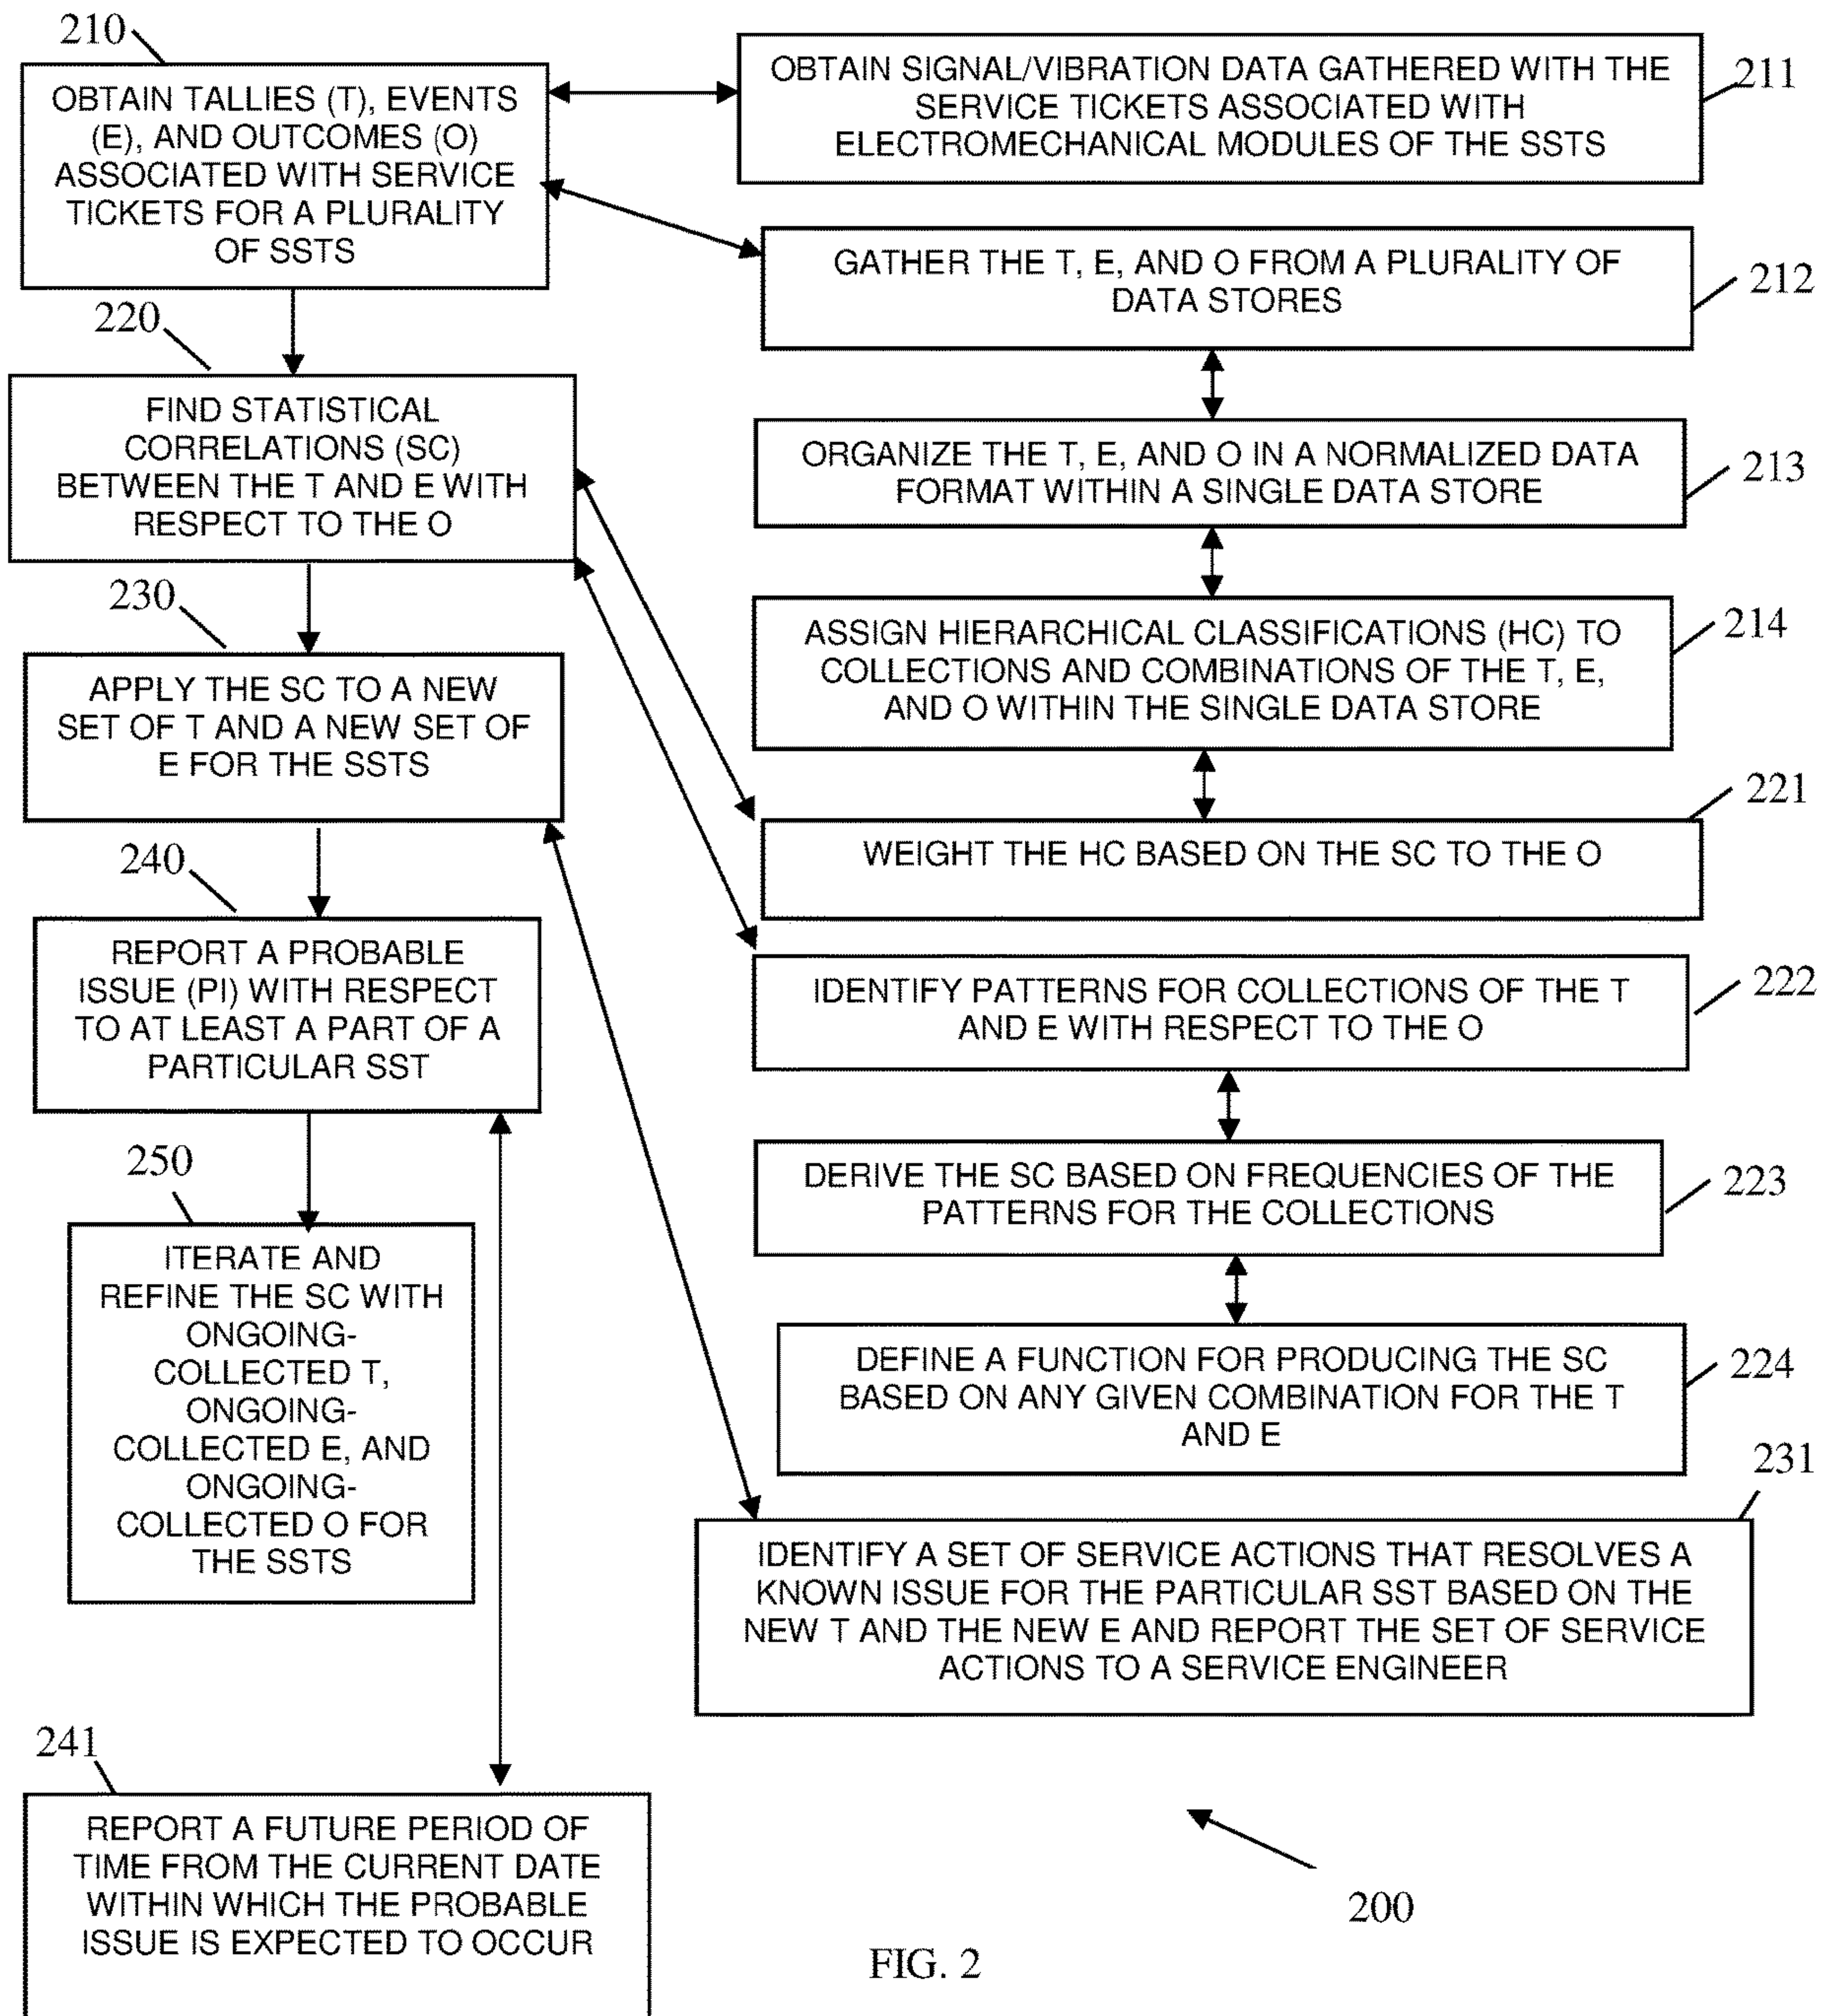 210
OBTAIN TALLIES (T), EVENTS
(E), AND OUTCOMES (O)
ASSOCIATED WITH SERVICE
TICKETS FOR A PLURALITY
OF SSTS
OBTAIN SIGNAL/VIBRATION DATA GATHERED WITH THE
SERVICE TICKETS ASSOCIATED WITH
ELECTROMECHANICAL MODULES OF THE SSTS
211
GATHER THE T, E, AND O FROM A PLURALITY OF
DATA STORES
212
220
FIND STATISTICAL
CORRELATIONS (SC)
BETWEEN THE T AND E WITH
RESPECT TO THE O
ORGANIZE THE T, E, AND O IN A NORMALIZED DATA
FORMAT WITHIN A SINGLE DATA STORE
213
230
APPLY THE SC TO A NEW
SET OF T AND A NEW SET OF
E FOR THE SSTS
ASSIGN HIERARCHICAL CLASSIFICATIONS (HC) TO
COLLECTIONS AND COMBINATIONS OF THE T, E,
AND O WITHIN THE SINGLE DATA STORE
214
WEIGHT THE HC BASED ON THE SC TO THE O
221
240
REPORT A PROBABLE
ISSUE (PI) WITH RESPECT
TO AT LEAST A PART OF A
PARTICULAR SST
IDENTIFY PATTERNS FOR COLLECTIONS OF THE T
AND E WITH RESPECT TO THE O
222
DERIVE THE SC BASED ON FREQUENCIES OF THE
PATTERNS FOR THE COLLECTIONS
223
250
ITERATE AND
REFINE THE SC WITH
ONGOING-
COLLECTED T,
ONGOING-
COLLECTED E, AND
ONGOING-
COLLECTED O FOR
THE SSTS
DEFINE A FUNCTION FOR PRODUCING THE SC
BASED ON ANY GIVEN COMBINATION FOR THE T
AND E
224
231
IDENTIFY A SET OF SERVICE ACTIONS THAT RESOLVES A
KNOWN ISSUE FOR THE PARTICULAR SST BASED ON THE
NEW T AND THE NEW E AND REPORT THE SET OF SERVICE
ACTIONS TO A SERVICE ENGINEER
241
REPORT A FUTURE PERIOD OF
TIME FROM THE CURRENT DATE
WITHIN WHICH THE PROBABLE
ISSUE IS EXPECTED TO OCCUR
200
FIG. 2